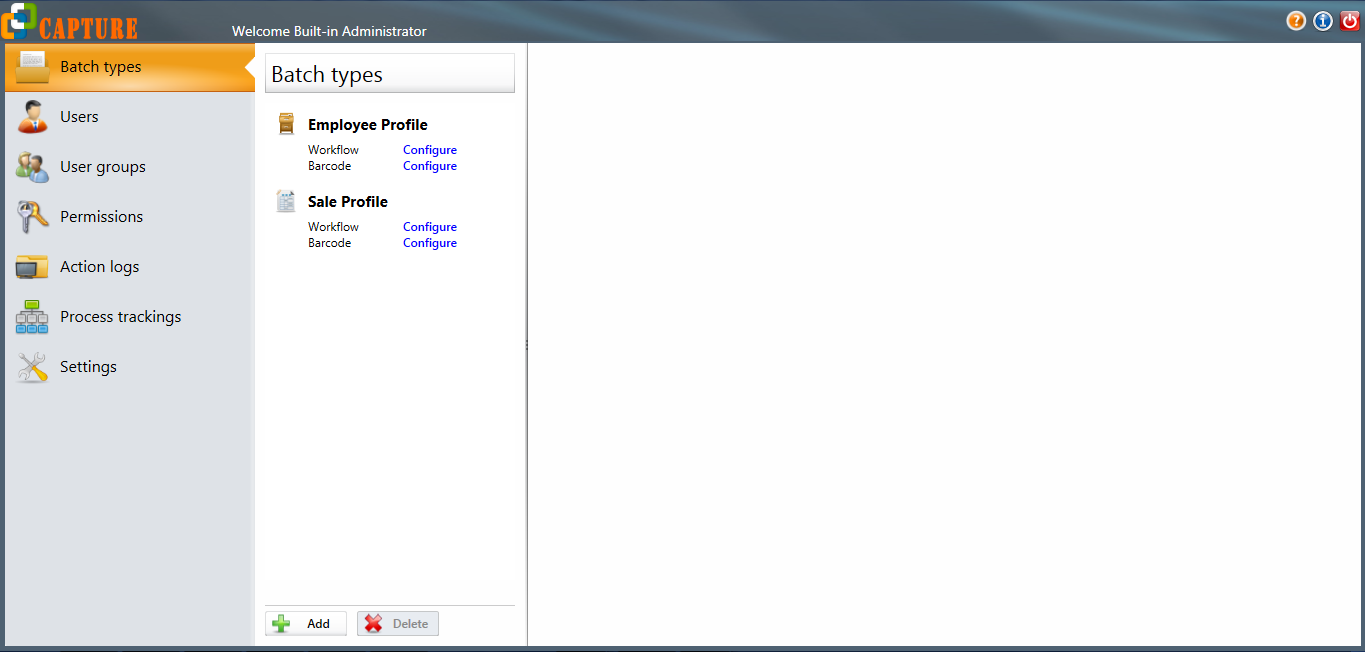 CAPTURE
Welcome Built-in Administrator
Batch types
Users
User groups
Permissions
Action logs
Process trackings
Settings
Batch types
Employee Profile
Workflow Configure
Barcode Configure
Sale Profile
Workflow Configure
Barcode Configure
Add Delete